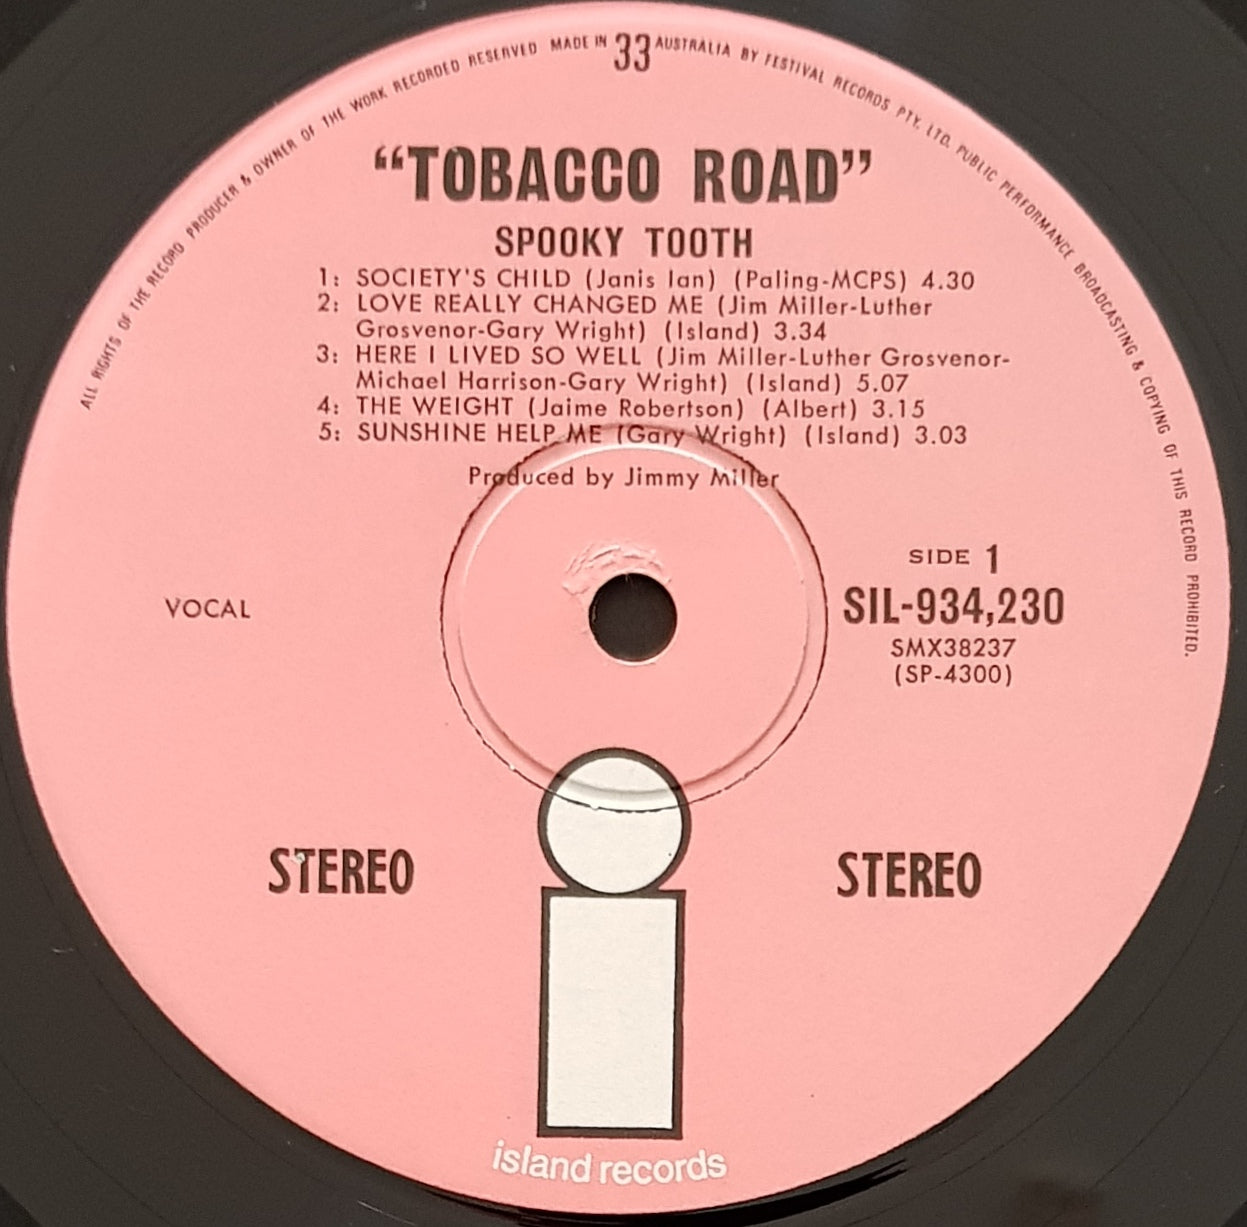 ALL RIGHTS OF THE RECORD PRODUCER & OWNER OF THE WORK RECORDED RESERVED MADE IN 33 AUSTRALIA BY FESTIVAL RECORDS PTY. LTD. PUBLIC PERFORMANCE BROADCASTING & COPYING OF THIS RECORD PROHIBITED.
“TOBACCO ROAD”
SPOOKY TOOTH
1: SOCIETY'S CHILD (Janis Ian) (Paling-MCPS) 4.30
2: LOVE REALLY CHANGED ME (Jim Miller-Luther
Grosvenor-Gary Wright) (Island) 3.34
3: HERE I LIVED SO WELL (Jim Miller-Luther Grosvenor-
Michael Harrison-Gary Wright) (Island) 5.07
4: THE WEIGHT (Jaime Robertson) (Albert) 3.15
5: SUNSHINE HELP ME (Gary Wright) (Island) 3.03
Produced by Jimmy Miller
SIDE 1
VOCAL
SIL-934,230
SMX38237
(SP-4300)
STEREO
STEREO
island records